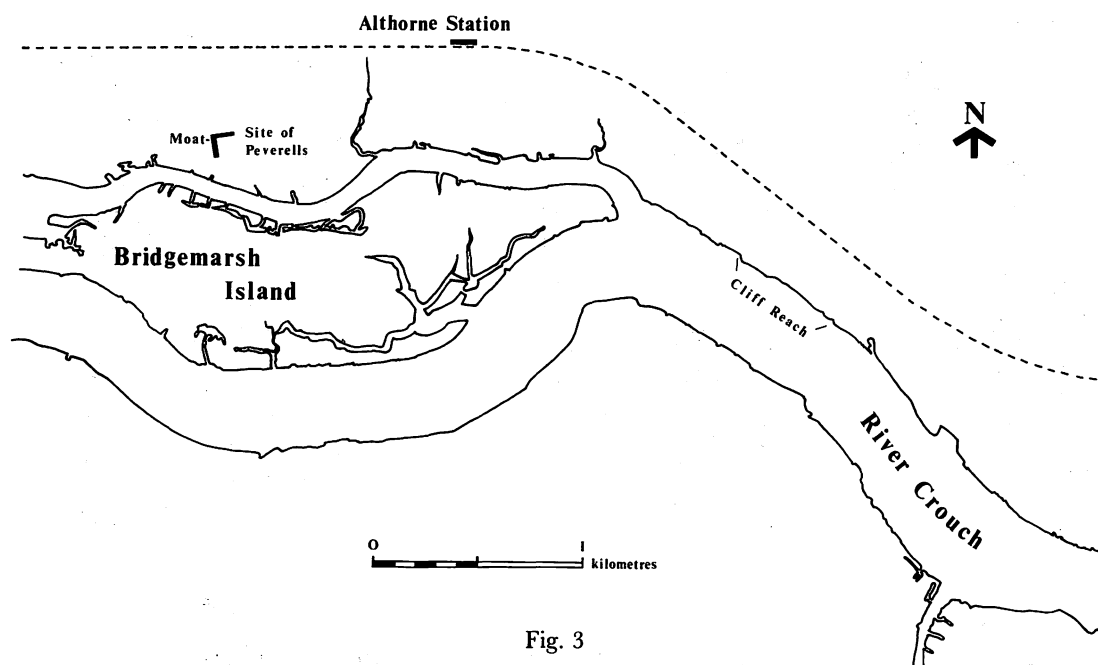 Althorne Station
N
Moat-
Site of
Peverells
Bridgemarsh
Island
Cliff Reach
River Crouch
0 1
kilometres
Fig. 3